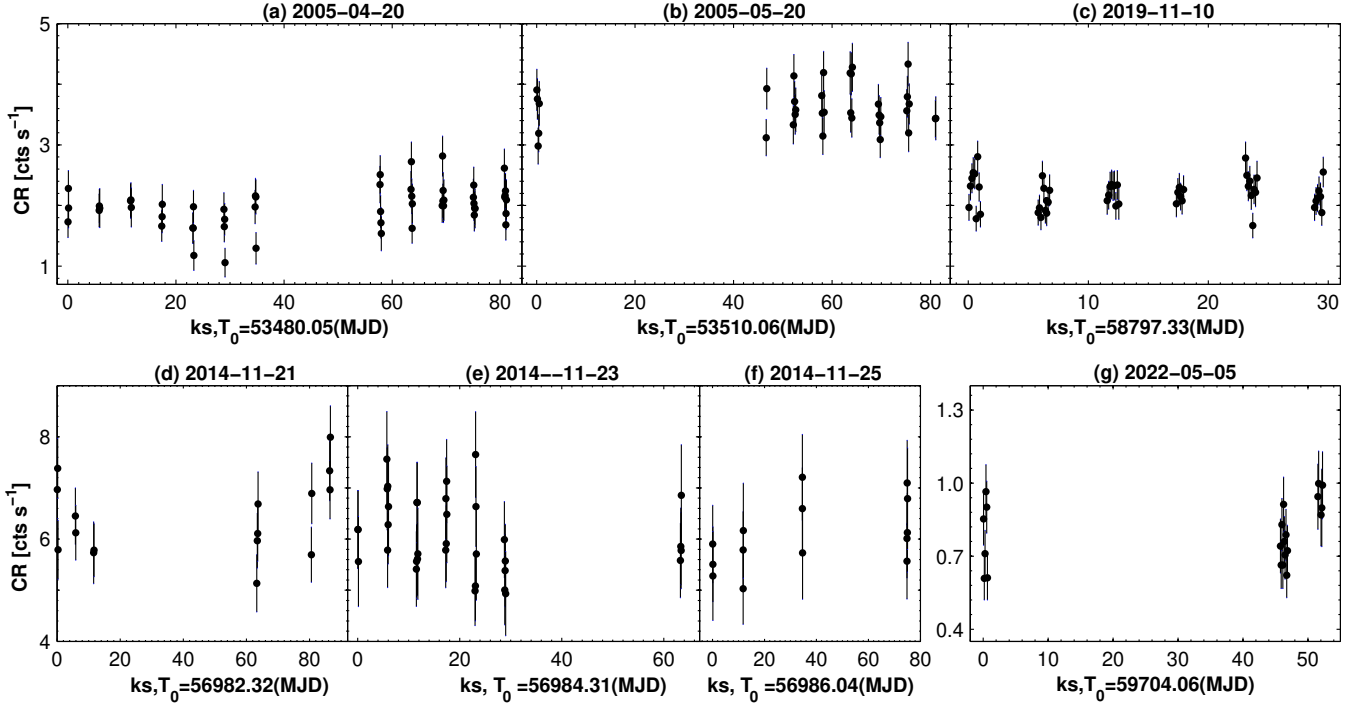 (a) 2005−04−20
(b) 2005−05−20
(c) 2019−11−10
5
3
1
CR [cts s−1]
0 20 40 60 80
0 20 40 60 80
0 10 20 30
ks,T0=53480.05(MJD)
ks,T0=53510.06(MJD)
ks,T0=58797.33(MJD)
(d) 2014−11−21
(e) 2014−−11−23
(f) 2014−11−25
(g) 2022−05−05
8
6
4
CR [cts s−1]
1.3
1.0
0.7
0.4
0 20 40 60 80
0 20 40 60
0 20 40 60 80
0 10 20 30 40 50
ks,T0=56982.32(MJD)
ks, T0=56984.31(MJD)
ks, T0=56986.04(MJD)
ks,T0=59704.06(MJD)